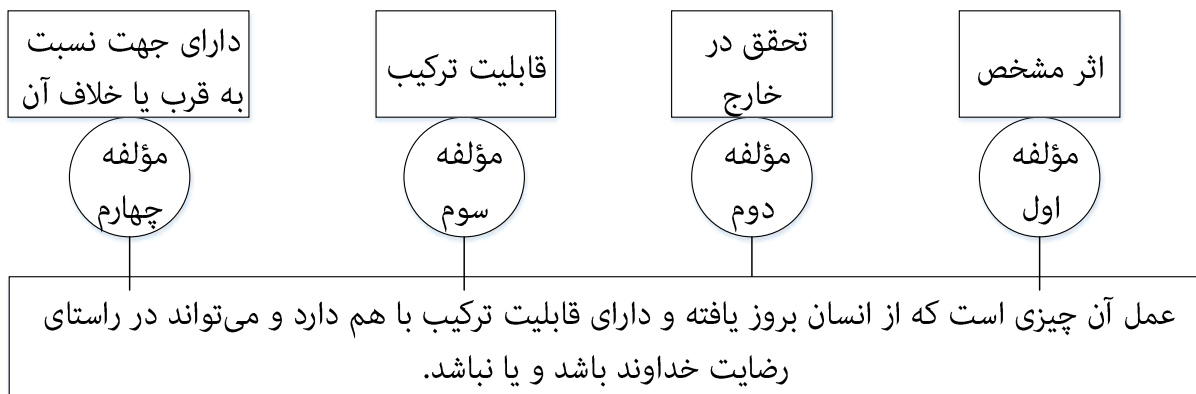 اثر مشخص
تحقق در
خارج
قابلیت ترکیب
دارای جهت نسبت
به قرب یا خلاف آن
مؤلفه
اول
مؤلفه
دوم
مؤلفه
سوم
مؤلفه
چهارم
عمل آن چیزی است که از انسان بروز یافته و دارای قابلیت ترکیب با هم دارد و می‌تواند در راستای
رضایت خداوند باشد و یا نباشد.